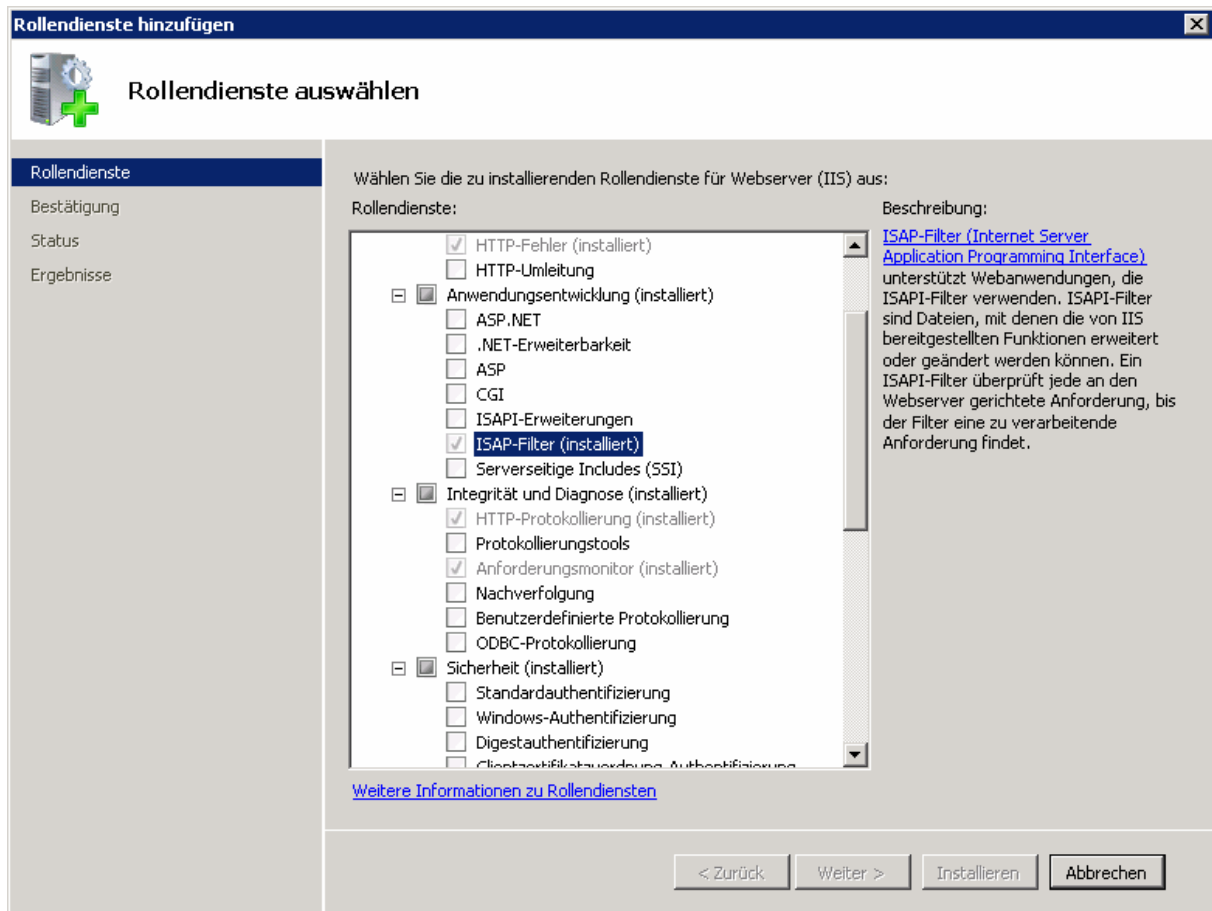 Rollendienste hinzufügen
Rollendienste auswählen
Rollendienste
Bestätigung
Status
Ergebnisse
Wählen Sie die zu installierenden Rollendienste für Webserver (IIS) aus:
Rollendienste:
HTTP-Fehler (installiert)
HTTP-Umleitung
Anwendungsentwicklung (installiert)
ASP.NET
.NET-Erweiterbarkeit
ASP
CGI
ISAPI-Erweiterungen
ISAP-Filter (installiert)
Serverseitige Includes (SSI)
Integrität und Diagnose (installiert)
HTTP-Protokollierung (installiert)
Protokollierungstools
Anforderungsmonitor (installiert)
Nachverfolgung
Benutzerdefinierte Protokollierung
ODBC-Protokollierung
Sicherheit (installiert)
Standardauthentifizierung
Windows-Authentifizierung
Digestauthentifizierung
Clientzertifikatzuordnung-Authentifizierung
Weitere Informationen zu Rollendiensten
Beschreibung:
ISAP-Filter (Internet Server
Application Programming Interface)
unterstützt Webanwendungen, die
ISAPI-Filter verwenden. ISAPI-Filter
sind Dateien, mit denen die von IIS
bereitgestellten Funktionen erweitert
oder geändert werden können. Ein
ISAPI-Filter überprüft jede an den
Webserver gerichtete Anforderung, bis
der Filter eine zu verarbeitende
Anforderung findet.
< Zurück
Weiter >
Installieren
Abbrechen